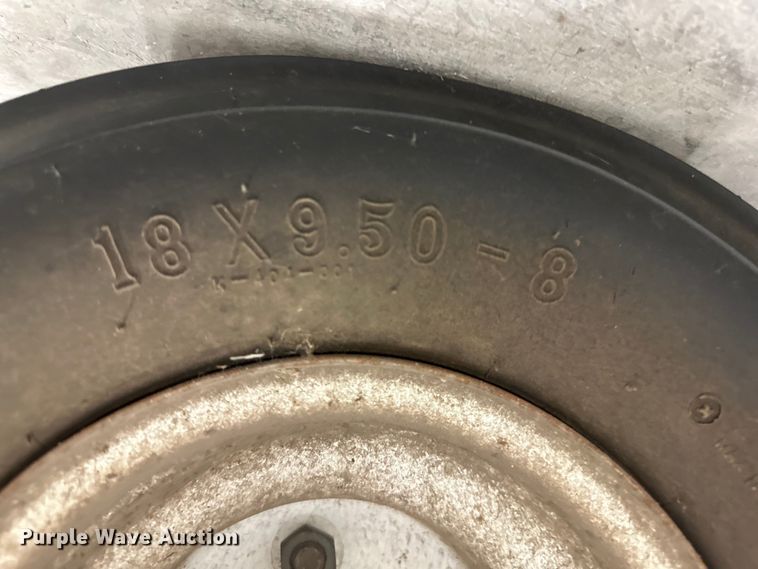 18 X 9.50 - 8
Purple Wave Auction